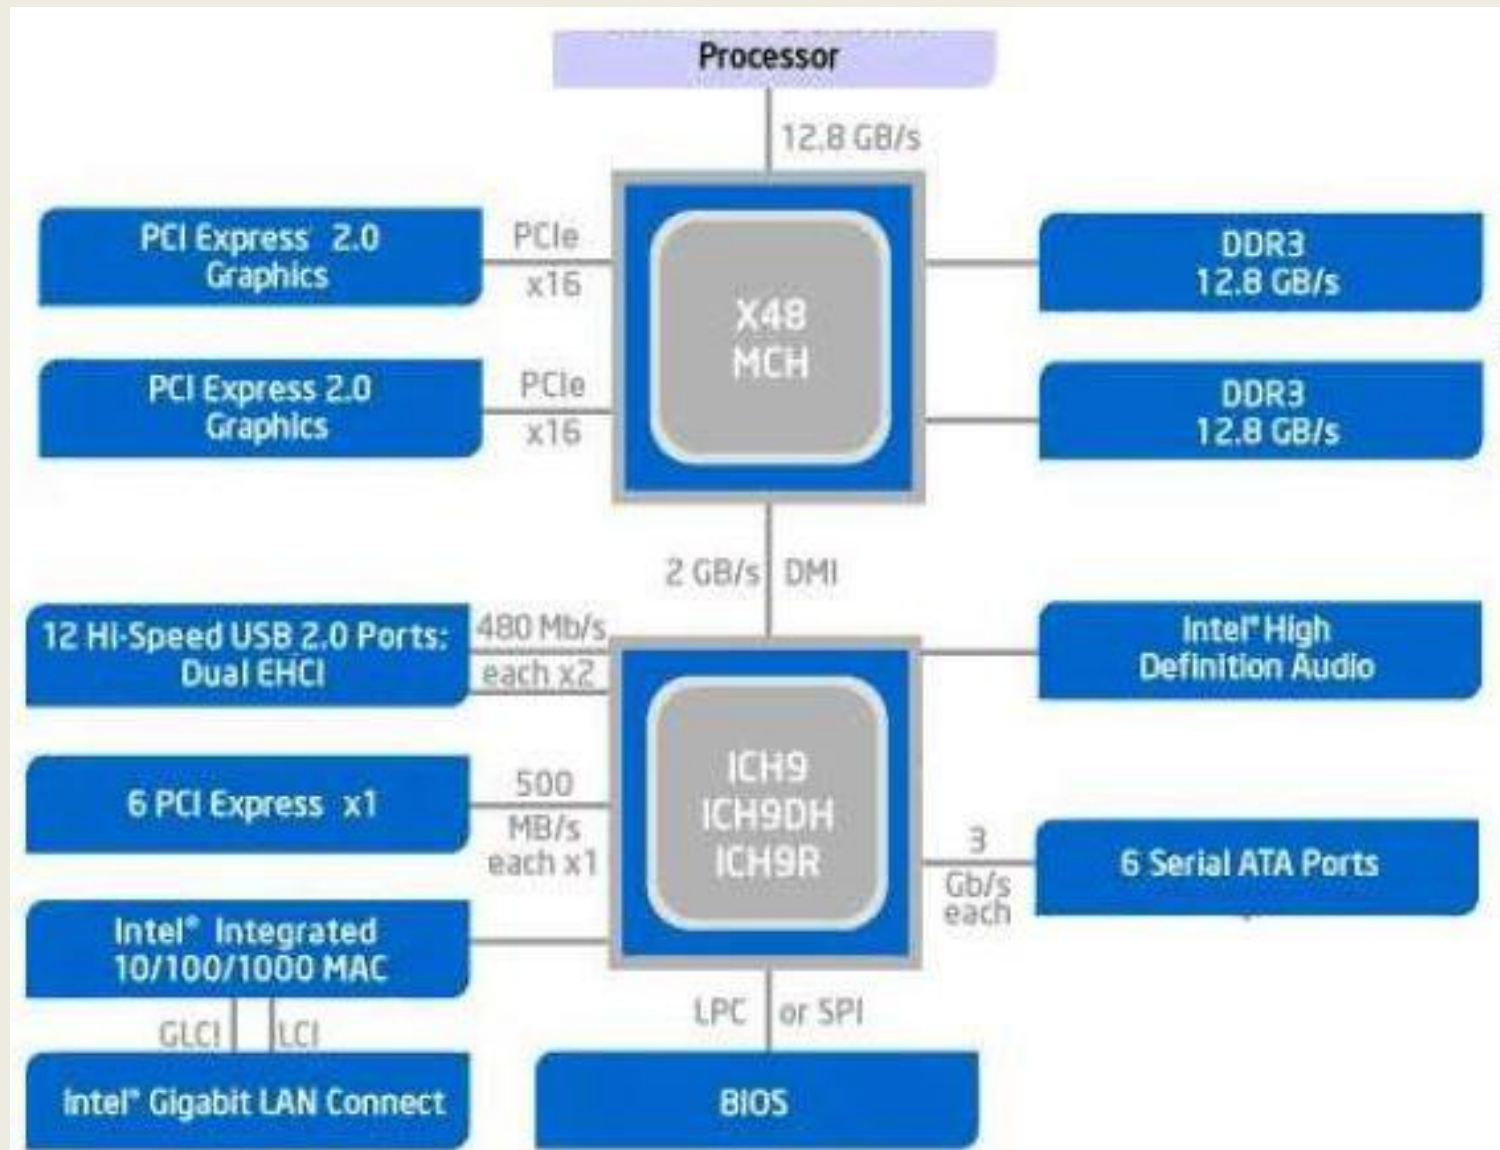 Processor
12.8 GB/s
PCI Express 2.0
Graphics
PCIe
x16
X48
MCH
DDR3
12.8 GB/s
PCI Express 2.0
Graphics
PCIe
x16
DDR3
12.8 GB/s
2 GB/s DMI
12 Hi-Speed USB 2.0 Ports:
Dual EHCI
480 Mb/s
each x2
Intel® High
Definition Audio
6 PCI Express x1
500
MB/s
each x1
ICH9
ICH9DH
ICH9R
3
Gb/s
each
6 Serial ATA Ports
Intel® Integrated
10/100/1000 MAC
GLCI LCI
LPC or SPI
Intel® Gigabit LAN Connect
BIOS